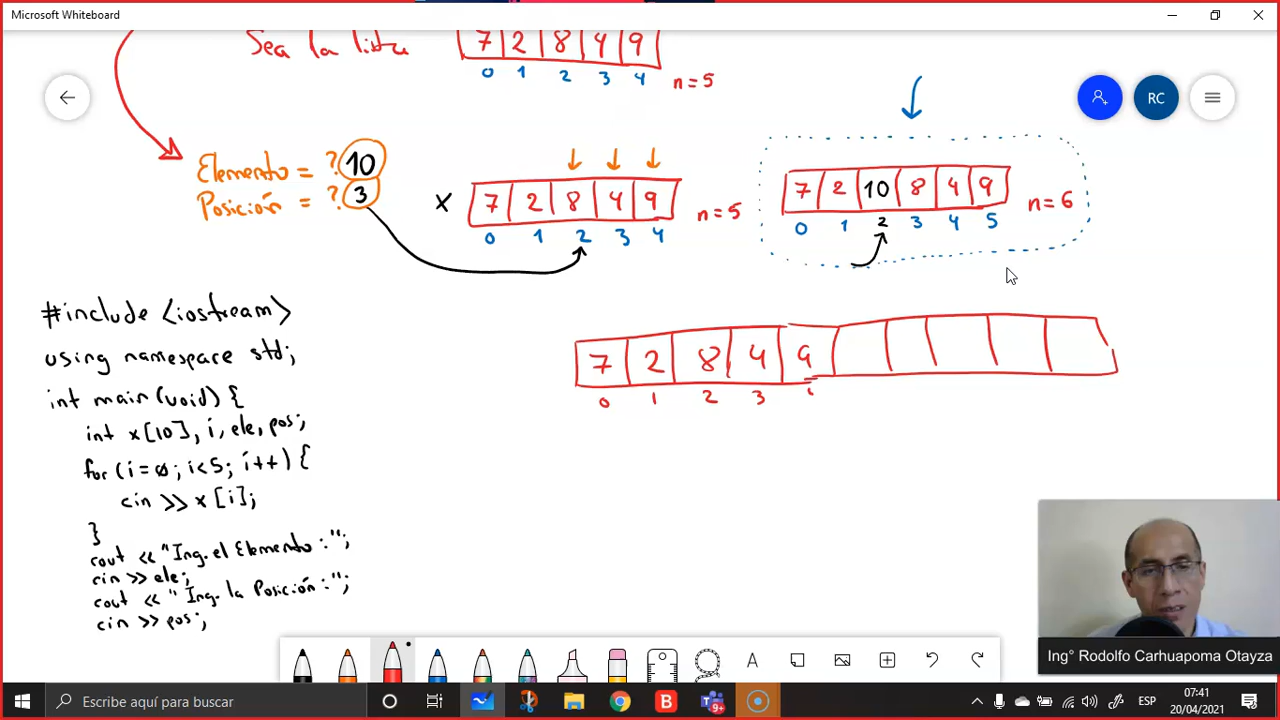 Microsoft Whiteboard
Sea la lista
7 2 8 4 9
0 1 2 3 4
n=5
RC
Elemento = ? 10
Posición = ? 3
x 7 2 8 4 9
n=5
0 1 2 3 4
7 2 10 8 4 9
n=6
0 1 2 3 4 5
#include <iostream>
using namespace std;
int main(void) {
int x[10], i, ele, pos;
for (i=0; i<5; i++) {
cin >> x[i];
}
cout << "Ing. el Elemento:";
cin >> ele;
cout << "Ing. la Posición:";
cin >> pos;
7 2 8 4 9
0 1 2 3
Ing° Rodolfo Carhuapoma Otayza
A
Escribe aquí para buscar
B
9+
ESP
07:41
20/04/2021